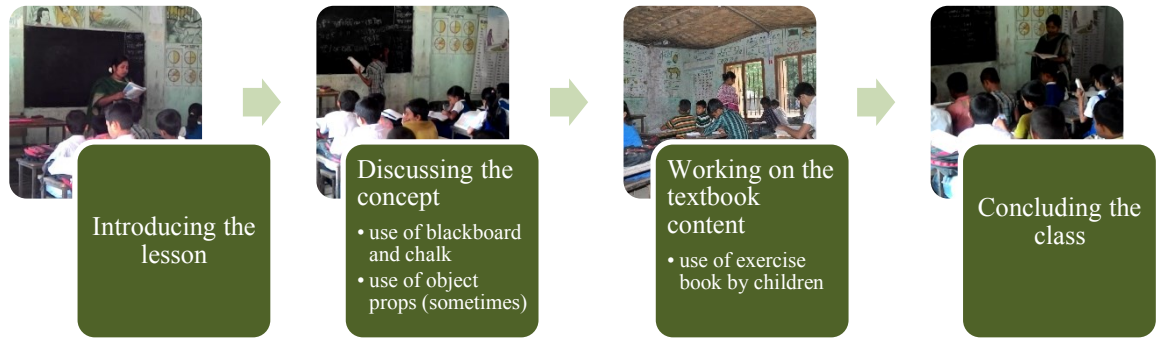 Introducing the
lesson
Discussing the
concept
• use of blackboard
and chalk
• use of object
props (sometimes)
Working on the
textbook
content
• use of exercise
book by children
Concluding the
class